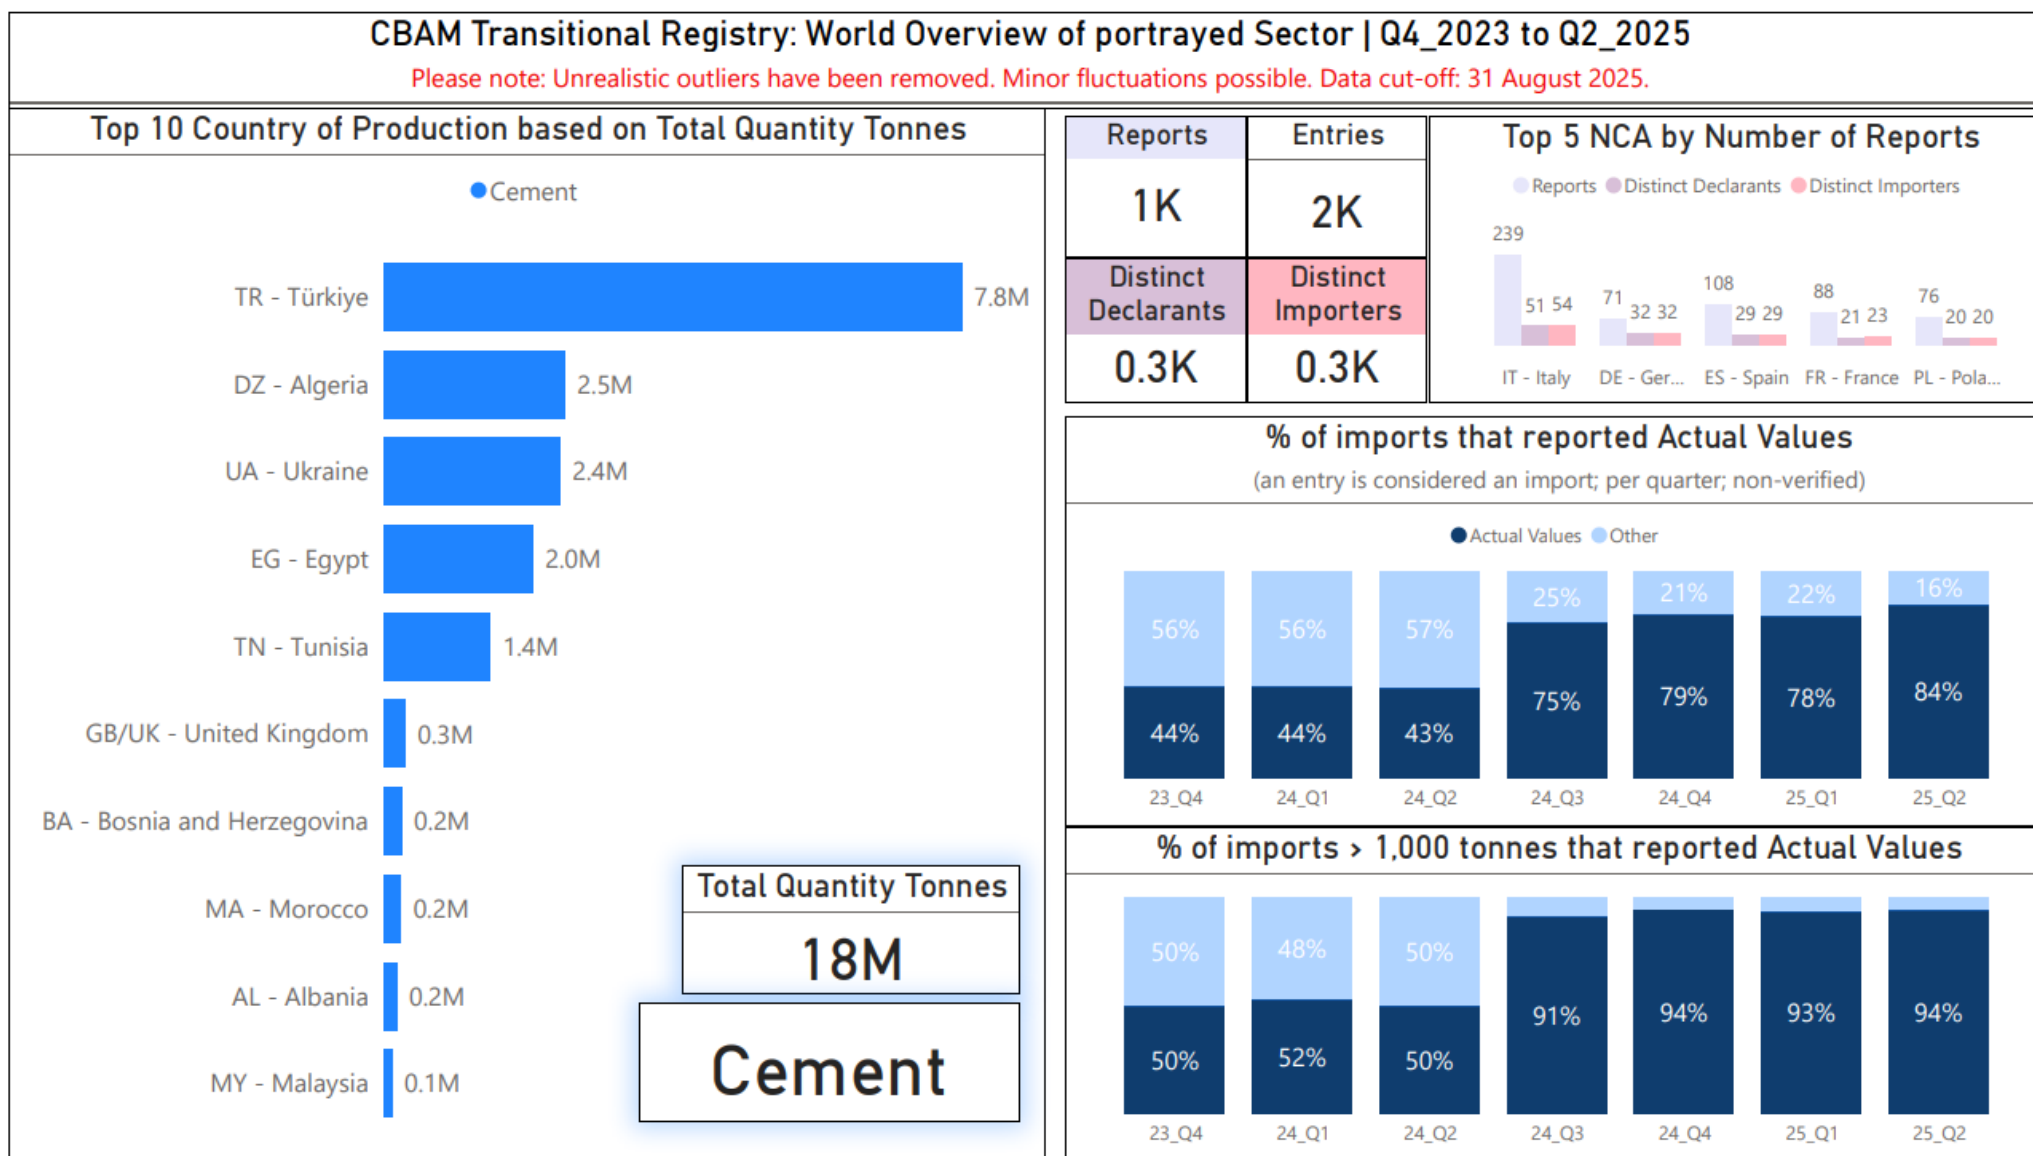 CBAM Transitional Registry: World Overview of portrayed Sector | Q4_2023 to Q2_2025
Please note: Unrealistic outliers have been removed. Minor fluctuations possible. Data cut-off: 31 August 2025.
Top 10 Country of Production based on Total Quantity Tonnes
Cement
TR - Türkiye 7.8M
DZ - Algeria 2.5M
UA - Ukraine 2.4M
EG - Egypt 2.0M
TN - Tunisia 1.4M
GB/UK - United Kingdom 0.3M
BA - Bosnia and Herzegovina 0.2M
MA - Morocco 0.2M
AL - Albania 0.2M
MY - Malaysia 0.1M
Total Quantity Tonnes
18M
Cement
Reports
1K
Entries
2K
Distinct
Declarants
0.3K
Distinct
Importers
0.3K
Top 5 NCA by Number of Reports
Reports Distinct Declarants Distinct Importers
239 51 54 71 32 32 108 29 29 88 21 23 76 20 20
IT - Italy DE - Ger... ES - Spain FR - France PL - Pola...
% of imports that reported Actual Values
(an entry is considered an import; per quarter; non-verified)
Actual Values Other
56% 56% 57% 25% 21% 22% 16%
44% 44% 43% 75% 79% 78% 84%
23_Q4 24_Q1 24_Q2 24_Q3 24_Q4 25_Q1 25_Q2
% of imports > 1,000 tonnes that reported Actual Values
50% 48% 50%
50% 52% 50% 91% 94% 93% 94%
23_Q4 24_Q1 24_Q2 24_Q3 24_Q4 25_Q1 25_Q2